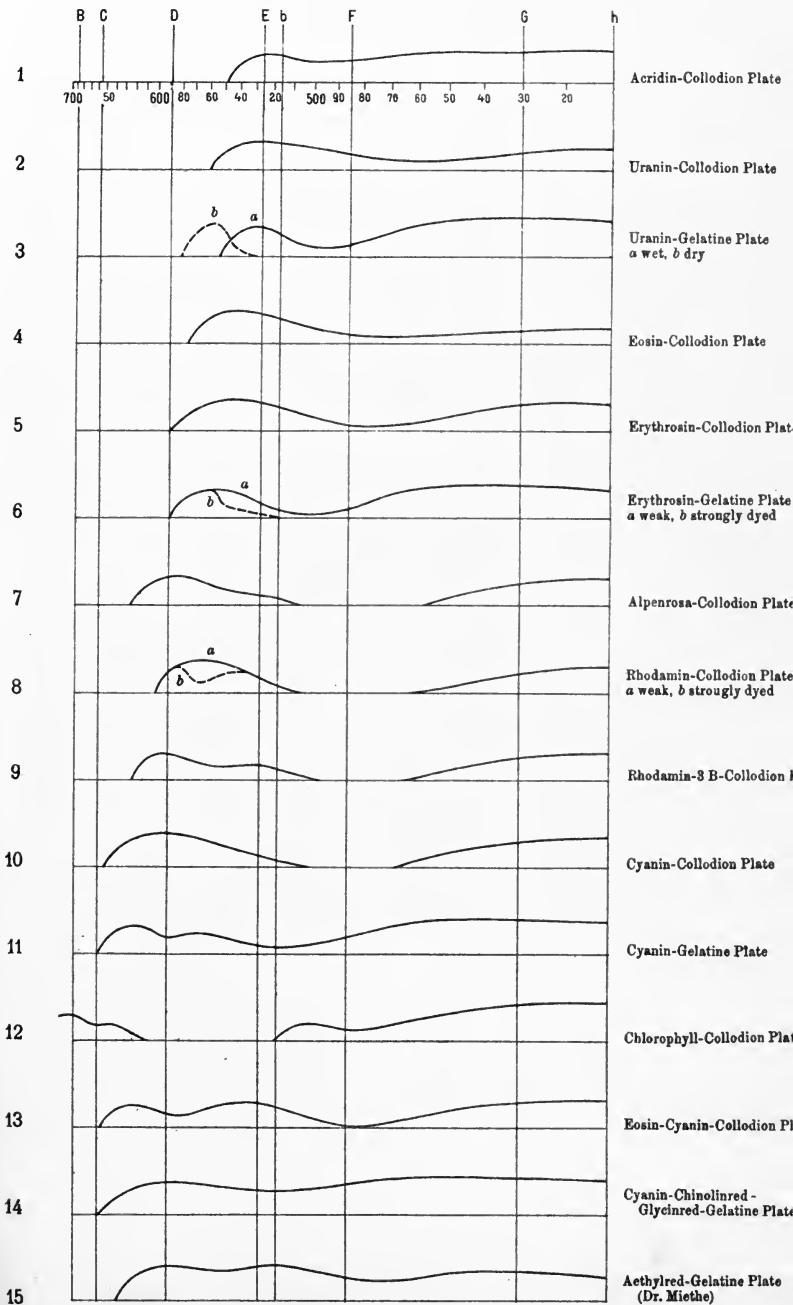 B C D E b F G h
1
Acridin-Collodion Plate
700 50 600 80 60 40 20 500 90 80 70 60 50 40 30 20
2
Uranin-Collodion Plate
b a
3
Uranin-Gelatine Plate
a wet, b dry
4
Eosin-Collodion Plate
5
Erythrosin-Collodion Plat
a
b
6
Erythrosin-Gelatine Plate
a weak, b strongly dyed
7
Alpenrosa-Collodion Plate
a
b
8
Rhodamin-Collodion Plate
a weak, b strougly dyed
9
Rhodamin-3 B-Collodion
10
Cyanin-Collodion Plate
11
Cyanin-Gelatine Plate
12
Chlorophyll-Collodion Plat
13
Eosin-Cyanin-Collodion Pl
14
Cyanin-Chinolinred-
Glycinred-Gelatine Plate
15
Aethylred-Gelatine Plate
(Dr. Miethe)